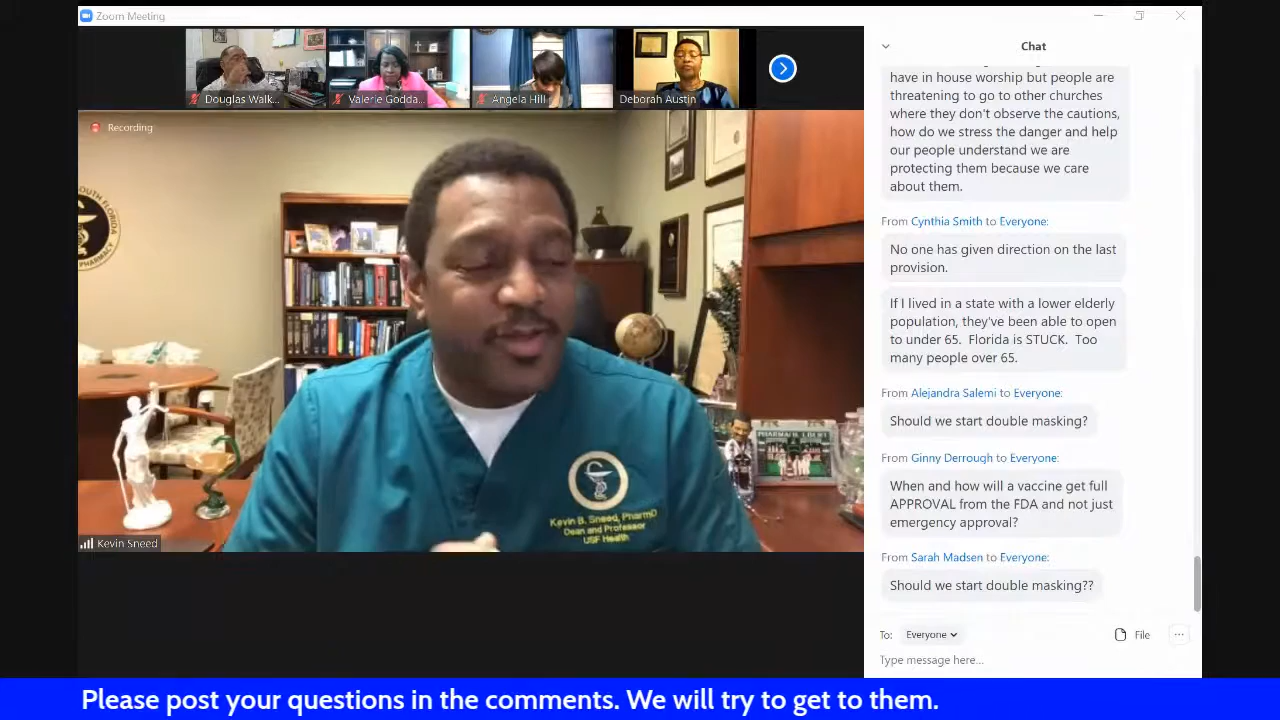 Zoom Meeting
Douglas Walk...
Valerie Godda...
Angela Hill
Deborah Austin
Recording
OUTH FLORIDA
PHARMACY
PHARMACIE
Kevin B. Sneed, PharmD
Dean and Professor
USF Health
Kevin Sneed
Chat
have in house worship but people are
threatening to go to other churches
where they don't observe the cautions,
how do we stress the danger and help
our people understand we are
protecting them because we care
about them.
From Cynthia Smith to Everyone:
No one has given direction on the last
provision.
If I lived in a state with a lower elderly
population, they've been able to open
to under 65. Florida is STUCK. Too
many people over 65.
From Alejandra Salemi to Everyone:
Should we start double masking?
From Ginny Derrough to Everyone:
When and how will a vaccine get full
APPROVAL from the FDA and not just
emergency approval?
From Sarah Madsen to Everyone:
Should we start double masking??
To: Everyone
File
...
Type message here...
Please post your questions in the comments. We will try to get to them.